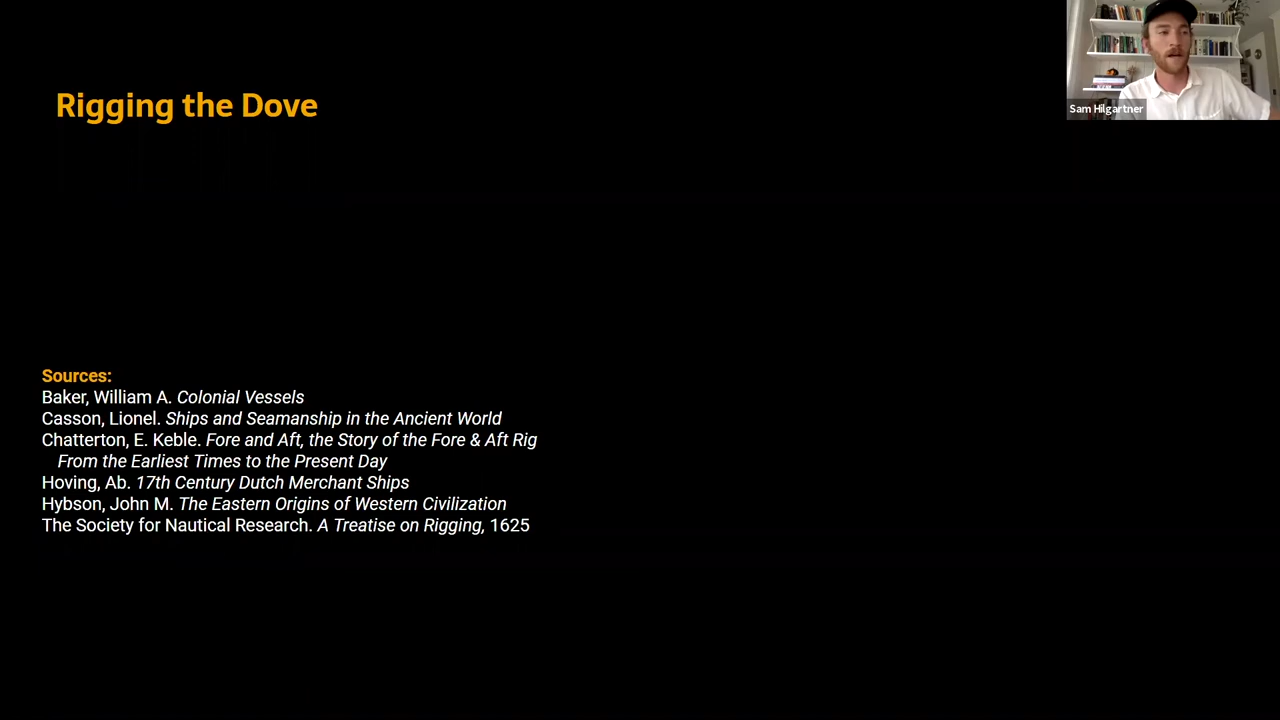 Rigging the Dove
Sam Hilgartner
Sources:
Baker, William A. Colonial Vessels
Casson, Lionel. Ships and Seamanship in the Ancient World
Chatterton, E. Keble. Fore and Aft, the Story of the Fore & Aft Rig
From the Earliest Times to the Present Day
Hoving, Ab. 17th Century Dutch Merchant Ships
Hybson, John M. The Eastern Origins of Western Civilization
The Society for Nautical Research. A Treatise on Rigging, 1625